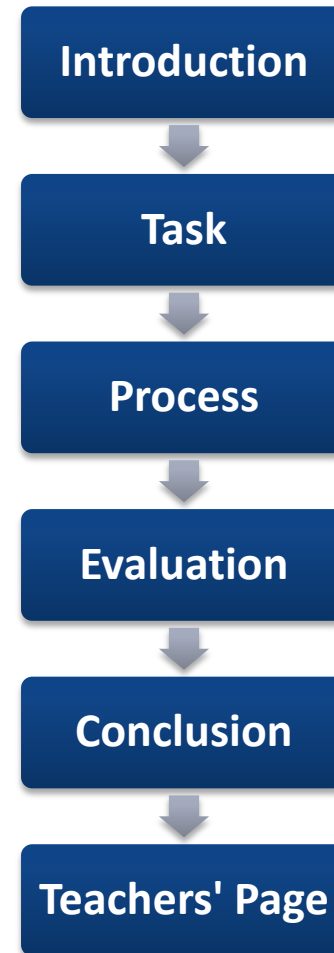 Introduction
Task
Process
Evaluation
Conclusion
Teachers' Page